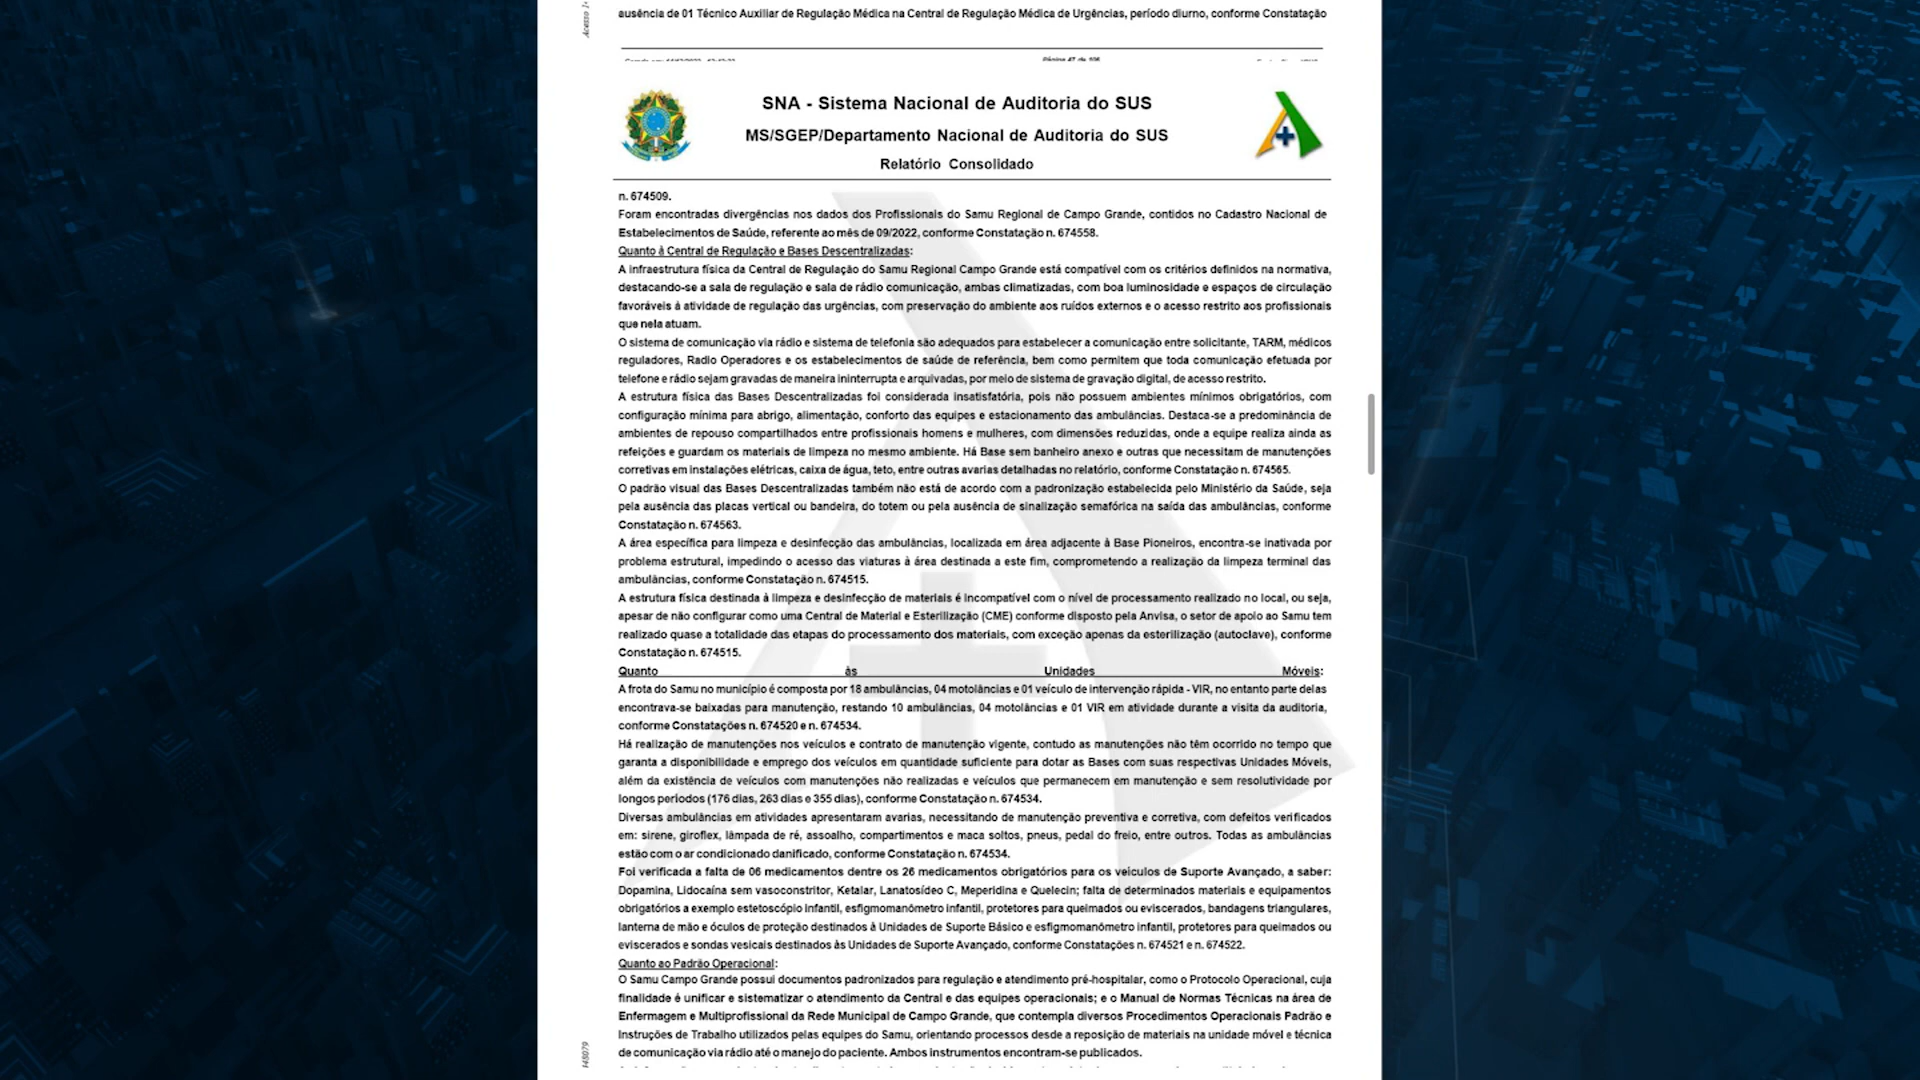 Acesso
ausência de 01 Técnico Auxiliar de Regulação Médica na Central de Regulação Médica de Urgências, período diurno, conforme Constatação
Página 47 de 106
SNA - Sistema Nacional de Auditoria do SUS
MS/SGEP/Departamento Nacional de Auditoria do SUS
Relatório Consolidado
n. 674509.
Foram encontradas divergências nos dados dos Profissionais do Samu Regional de Campo Grande, contidos no Cadastro Nacional de
Estabelecimentos de Saúde, referente ao mês de 09/2022, conforme Constatação n. 674558.
Quanto à Central de Regulação e Bases Descentralizadas:
A infraestrutura física da Central de Regulação do Samu Regional Campo Grande está compatível com os critérios definidos na normativa,
destacando-se a sala de regulação e sala de rádio comunicação, ambas climatizadas, com boa luminosidade e espaços de circulação
favoráveis à atividade de regulação das urgências, com preservação do ambiente aos ruídos externos e o acesso restrito aos profissionais
que nela atuam.
O sistema de comunicação via rádio e sistema de telefonia são adequados para estabelecer a comunicação entre solicitante, TARM, médicos
reguladores, Radio Operadores e os estabelecimentos de saúde de referência, bem como permitem que toda comunicação efetuada por
telefone e rádio sejam gravadas de maneira ininterrupta e arquivadas, por meio de sistema de gravação digital, de acesso restrito.
A estrutura física das Bases Descentralizadas foi considerada insatisfatória, pois não possuem ambientes mínimos obrigatórios, com
configuração mínima para abrigo, alimentação, conforto das equipes e estacionamento das ambulâncias. Destaca-se a predominância de
ambientes de repouso compartilhados entre profissionais homens e mulheres, com dimensões reduzidas, onde a equipe realiza ainda as
refeições e guardam os materiais de limpeza no mesmo ambiente. Há Base sem banheiro anexo e outras que necessitam de manutenções
corretivas em instalações elétricas, caixa de água, teto, entre outras avarias detalhadas no relatório, conforme Constatação n. 674565.
O padrão visual das Bases Descentralizadas também não está de acordo com a padronização estabelecida pelo Ministério da Saúde, seja
pela ausência das placas vertical ou bandeira, do totem ou pela ausência de sinalização semafórica na saída das ambulâncias, conforme
Constatação n. 674563.
A área específica para limpeza e desinfecção das ambulâncias, localizada em área adjacente à Base Pioneiros, encontra-se inativada por
problema estrutural, impedindo o acesso das viaturas à área destinada a este fim, comprometendo a realização da limpeza terminal das
ambulâncias, conforme Constatação n. 674515.
A estrutura física destinada à limpeza e desinfecção de materiais é incompatível com o nível de processamento realizado no local, ou seja,
apesar de não configurar como uma Central de Material e Esterilização (CME) conforme disposto pela Anvisa, o setor de apoio ao Samu tem
realizado quase a totalidade das etapas do processamento dos materiais, com exceção apenas da esterilização (autoclave), conforme
Constatação n. 674515.
Quanto às Unidades Móveis:
A frota do Samu no município é composta por 18 ambulâncias, 04 motolâncias e 01 veículo de intervenção rápida - VIR, no entanto parte delas
encontrava-se baixadas para manutenção, restando 10 ambulâncias, 04 motolâncias e 01 VIR em atividade durante a visita da auditoria,
conforme Constatações n. 674520 e n. 674534.
Há realização de manutenções nos veículos e contrato de manutenção vigente, contudo as manutenções não têm ocorrido no tempo que
garanta a disponibilidade e emprego dos veículos em quantidade suficiente para dotar as Bases com suas respectivas Unidades Móveis,
além da existência de veículos com manutenções não realizadas e veículos que permanecem em manutenção e sem resolutividade por
longos períodos (176 dias, 263 dias e 355 dias), conforme Constatação n. 674534.
Diversas ambulâncias em atividades apresentaram avarias, necessitando de manutenção preventiva e corretiva, com defeitos verificados
em: sirene, giroflex, lâmpada de ré, assoalho, compartimentos e maca soltos, pneus, pedal do freio, entre outros. Todas as ambulâncias
estão com o ar condicionado danificado, conforme Constatação n. 674534.
Foi verificada a falta de 06 medicamentos dentre os 26 medicamentos obrigatórios para os veículos de Suporte Avançado, a saber:
Dopamina, Lidocaína sem vasoconstritor, Ketalar, Lanatosídeo C, Meperidina e Quelecin; falta de determinados materiais e equipamentos
obrigatórios a exemplo estetoscópio infantil, esfigmomanômetro infantil, protetores para queimados ou eviscerados, bandagens triangulares,
lanterna de mão e óculos de proteção destinados à Unidades de Suporte Básico e esfigmomanômetro infantil, protetores para queimados ou
eviscerados e sondas vesicais destinados às Unidades de Suporte Avançado, conforme Constatações n. 674521 e n. 674522.
Quanto ao Padrão Operacional:
O Samu Campo Grande possui documentos padronizados para regulação e atendimento pré-hospitalar, como o Protocolo Operacional, cuja
finalidade é unificar e sistematizar o atendimento da Central e das equipes operacionais; e o Manual de Normas Técnicas na área de
Enfermagem e Multiprofissional da Rede Municipal de Campo Grande, que contempla diversos Procedimentos Operacionais Padrão e
Instruções de Trabalho utilizados pelas equipes do Samu, orientando processos desde a reposição de materiais na unidade móvel e técnica
de comunicação via rádio até o manejo do paciente. Ambos instrumentos encontram-se publicados.